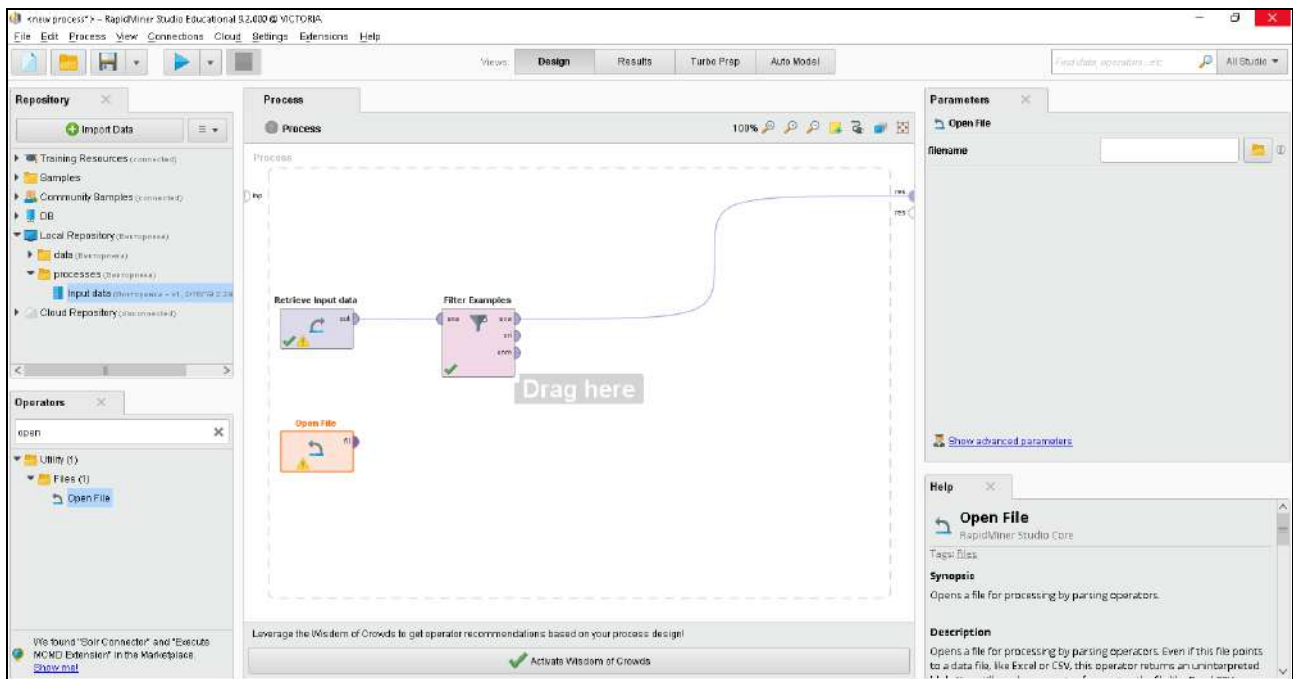 <new process*> – RapidMiner Studio Educational 9.2.000 @ VICTORIA
File Edit Process View Connections Cloud Settings Extensions Help
Views: Design Results Turbo Prep Auto Model
Find data, operators...etc All Studio
Repository
Import Data
Training Resources (connected)
Samples
Community Samples (connected)
DB
Local Repository
data
processes
Input data
Cloud Repository (disconnected)
Operators
open
Utility (1)
Files (1)
Open File
We found "Solr Connector" and "Execute
MCMD Extension" in the Marketplace.
Show me!
Process
Process
100%
Process
inp
res
res
Retrieve Input data
out
Filter Examples
exa exa
ori
unm
Drag here
Open File
fil
Leverage the Wisdom of Crowds to get operator recommendations based on your process design!
Activate Wisdom of Crowds
Parameters
Open File
filename
Show advanced parameters
Help
Open File
RapidMiner Studio Core
Tags: files
Synopsis
Opens a file for processing by parsing operators.
Description
Opens a file for processing by parsing operators. Even if this file points
to a data file, like Excel or CSV, this operator returns an uninterpreted